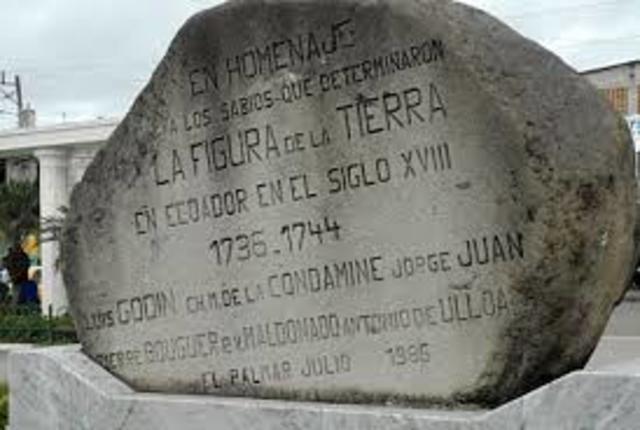 EN HOMENAJE
A LOS SABIOS QUE DETERMINARON
LA FIGURA DE LA TIERRA
EN ECUADOR EN EL SIGLO XVIII
1736-1744
LUIS GODIN CH.M. DE LA CONDAMINE JORGE JUAN
PIERRE BOUGUER P.V. MALDONADO ANTONIO DE ULLOA
EL PALMAR JULIO 1986